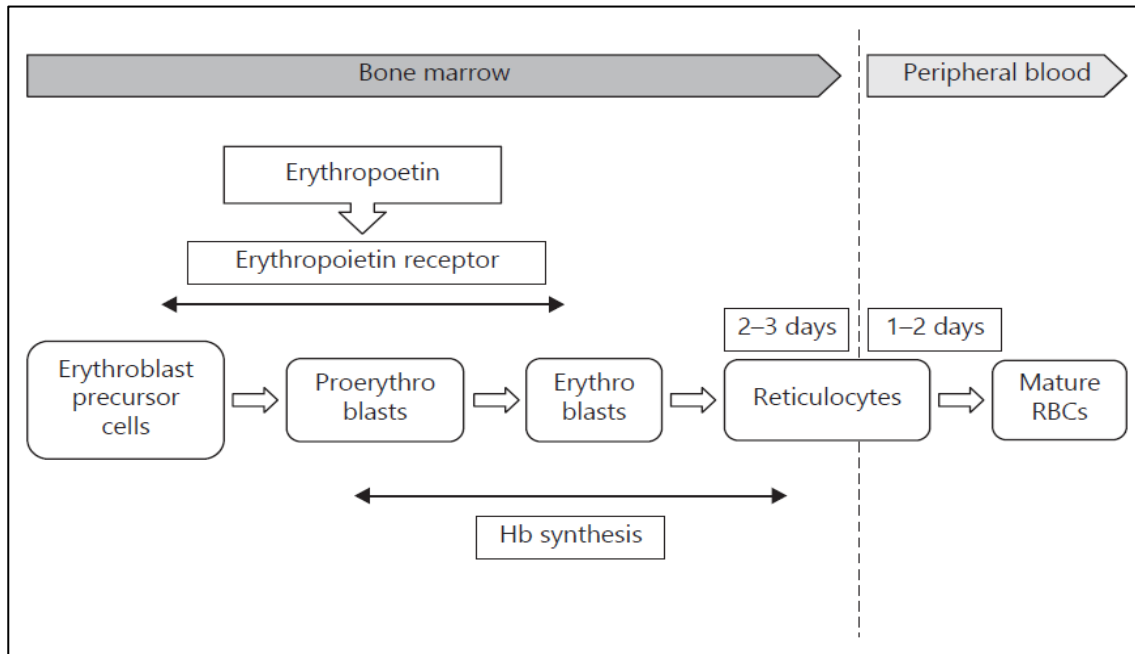 Bone marrow
Peripheral blood
Erythropoetin
Erythropoietin receptor
2–3 days
1–2 days
Erythroblast
precursor
cells
Proerythro
blasts
Erythro
blasts
Reticulocytes
Mature
RBCs
Hb synthesis